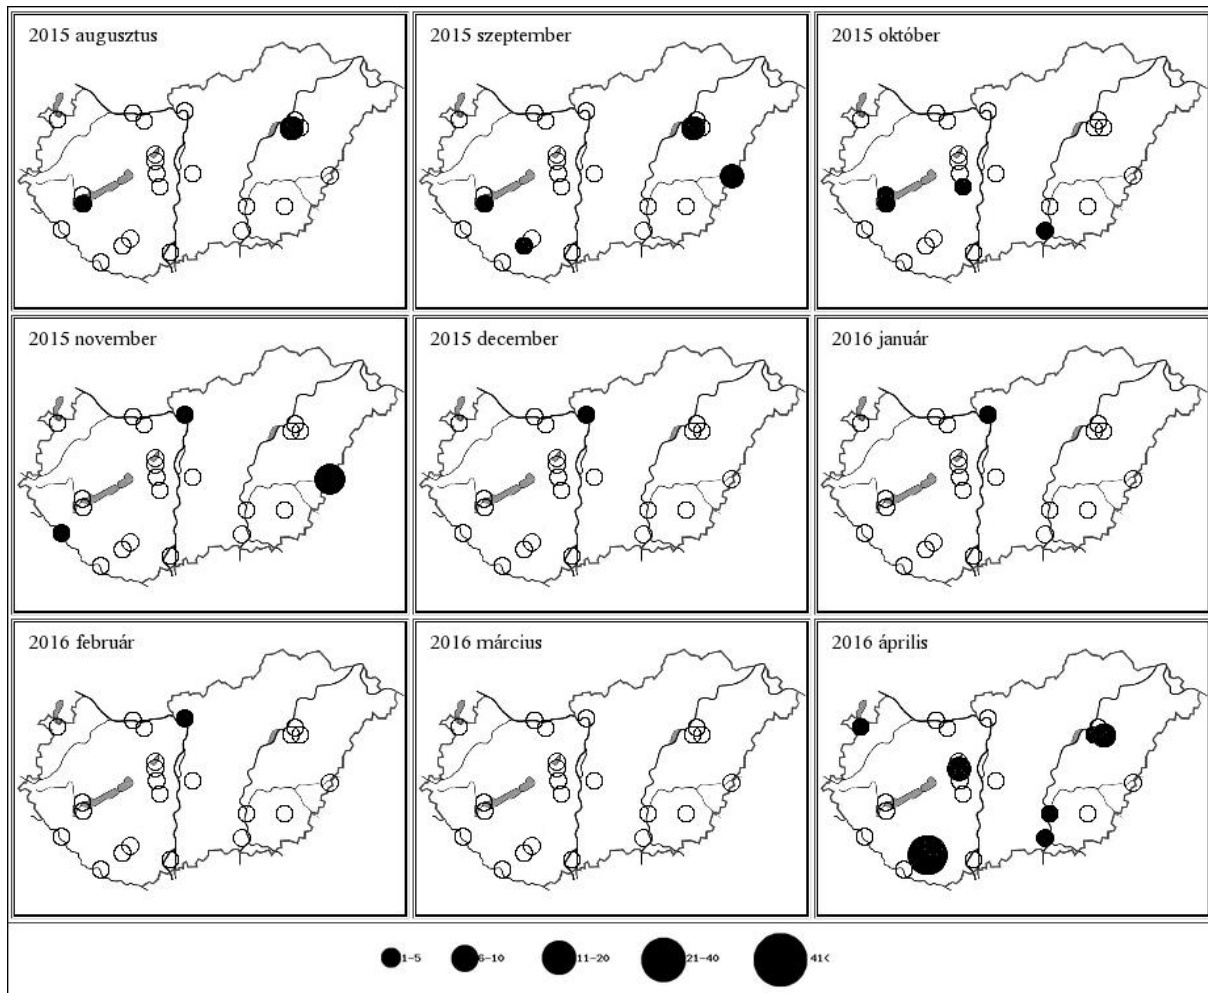 2015 augusztus
2015 szeptember
2015 október
2015 november
2015 december
2016 január
2016 február
2016 március
2016 április
1-5
6-10
11-20
21-40
41<